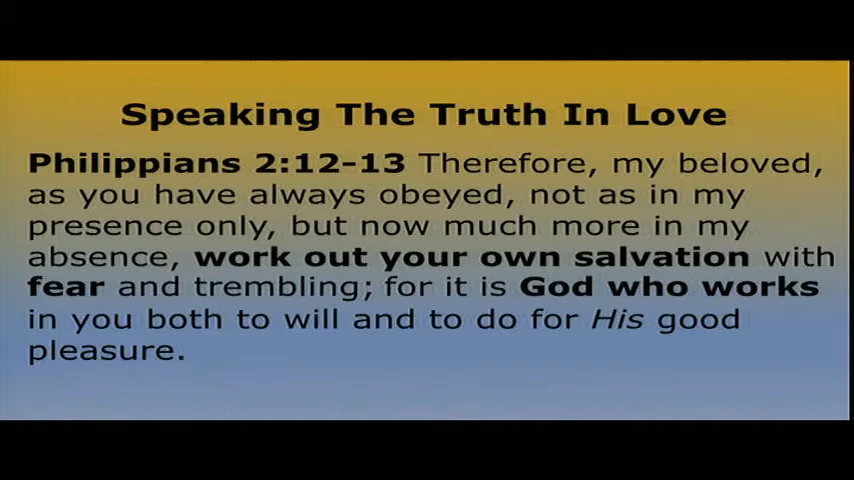 Speaking The Truth In Love
Philippians 2:12-13 Therefore, my beloved,
as you have always obeyed, not as in my
presence only, but now much more in my
absence, work out your own salvation with
fear and trembling; for it is God who works
in you both to will and to do for His good
pleasure.